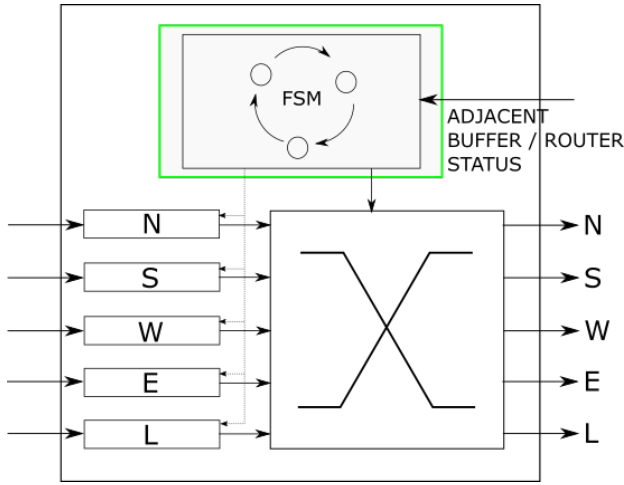 FSM
ADJACENT
BUFFER / ROUTER
STATUS
N N
S S
W W
E E
L L